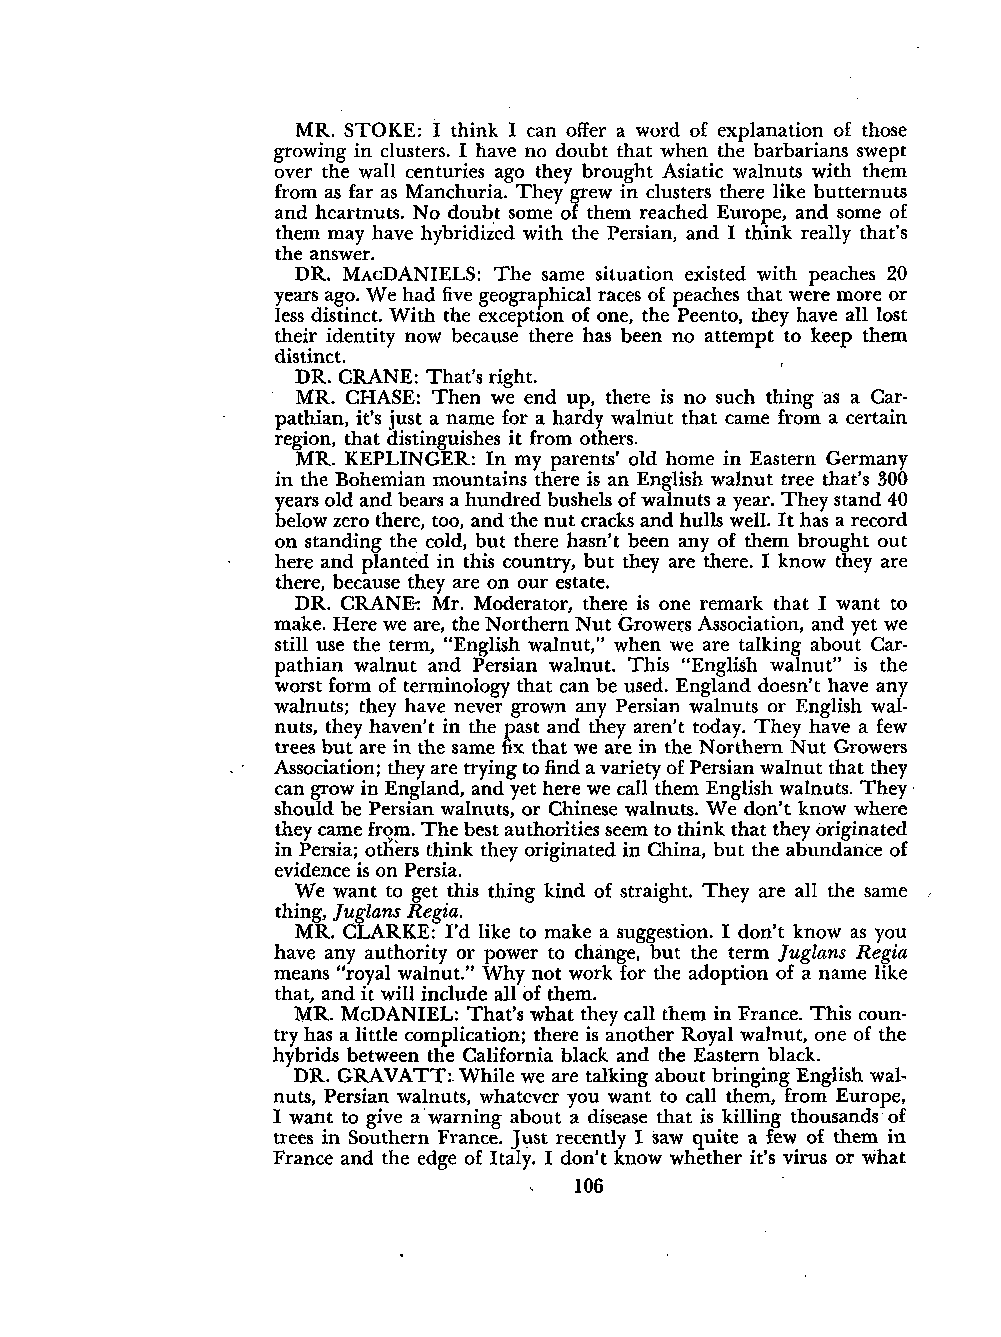 MR. STOKE: I think I can offer a word of explanation of those
growing in clusters. I have no doubt that when the barbarians swept
over the wall centuries ago they brought Asiatic walnuts with them
from as far as Manchuria. They grew in clusters there like butternuts
and heartnuts. No doubt some of them reached Europe, and some of
them may have hybridized with the Persian, and I think really that's
the answer.
DR. MACDANIELS: The same situation existed with peaches 20
years ago. We had five geographical races of peaches that were more or
less distinct. With the exception of one, the Peento, they have all lost
their identity now because there has been no attempt to keep them
distinct.
DR. CRANE: That's right.
MR. CHASE: Then we end up, there is no such thing as a Car-
pathian, it's just a name for a hardy walnut that came from a certain
region, that distinguishes it from others.
MR. KEPLINGER: In my parents' old home in Eastern Germany
in the Bohemian mountains there is an English walnut tree that's 300
years old and bears a hundred bushels of walnuts a year. They stand 40
below zero there, too, and the nut cracks and hulls well. It has a record
on standing the cold, but there hasn't been any of them brought out
here and planted in this country, but they are there. I know they are
there, because they are on our estate.
DR. CRANE: Mr. Moderator, there is one remark that I want to
make. Here we are, the Northern Nut Growers Association, and yet we
still use the term, "English walnut," when we are talking about Car-
pathian walnut and Persian walnut. This "English walnut" is the
worst form of terminology that can be used. England doesn't have any
walnuts; they have never grown any Persian walnuts or English wal-
nuts, they haven't in the past and they aren't today. They have a few
trees but are in the same fix that we are in the Northern Nut Growers
Association; they are trying to find a variety of Persian walnut that they
can grow in England, and yet here we call them English walnuts. They
should be Persian walnuts, or Chinese walnuts. We don't know where
they came from. The best authorities seem to think that they originated
in Persia; others think they originated in China, but the abundance of
evidence is on Persia.
We want to get this thing kind of straight. They are all the same
thing, Juglans Regia.
MR. CLARKE: I'd like to make a suggestion. I don't know as you
have any authority or power to change, but the term Juglans Regia
means "royal walnut." Why not work for the adoption of a name like
that, and it will include all of them.
MR. McDANIEL: That's what they call them in France. This coun-
try has a little complication; there is another Royal walnut, one of the
hybrids between the California black and the Eastern black.
DR. GRAVATT: While we are talking about bringing English wal-
nuts, Persian walnuts, whatever you want to call them, from Europe,
I want to give a warning about a disease that is killing thousands of
trees in Southern France. Just recently I saw quite a few of them in
France and the edge of Italy. I don't know whether it's virus or what
106